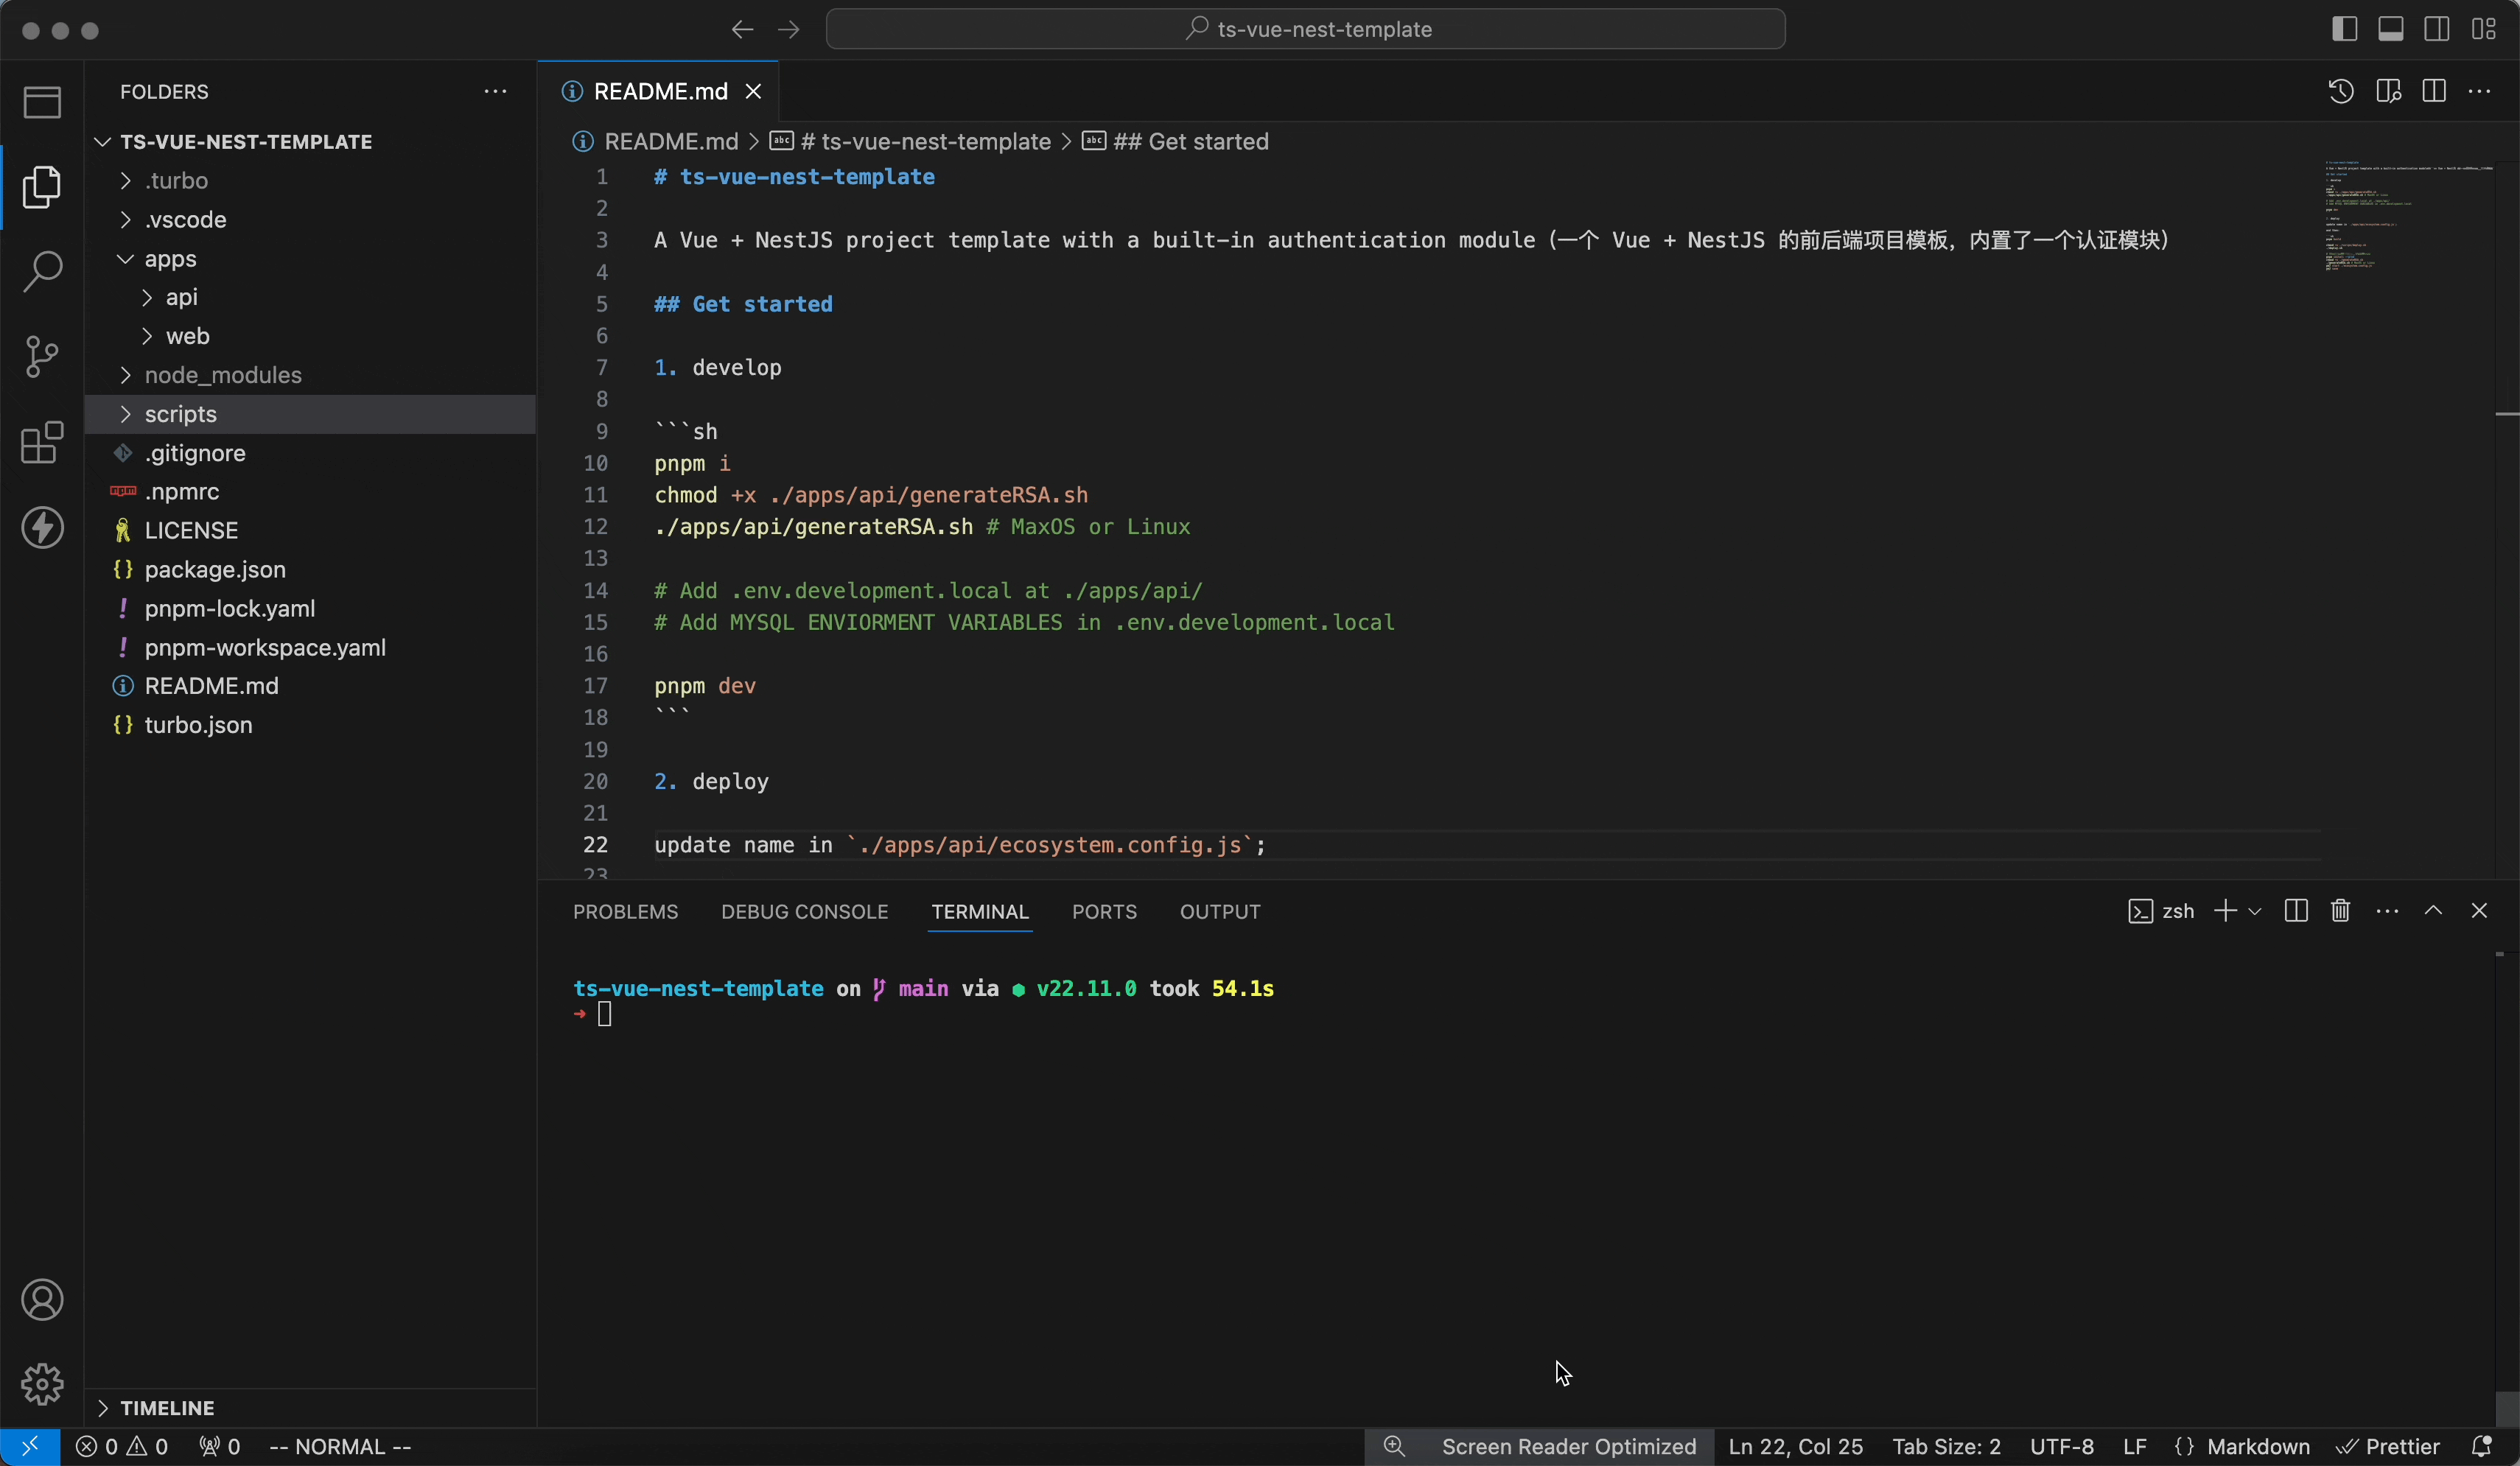 ts-vue-nest-template
FOLDERS
TS-VUE-NEST-TEMPLATE
.turbo
.vscode
apps
api
web
node_modules
scripts
.gitignore
.npmrc
LICENSE
package.json
pnpm-lock.yaml
pnpm-workspace.yaml
README.md
turbo.json
TIMELINE
README.md
README.md > # ts-vue-nest-template > ## Get started
1 # ts-vue-nest-template
2
3 A Vue + NestJS project template with a built-in authentication module (一个 Vue + NestJS 的前后端项目模板，内置了一个认证模块)
4
5 ## Get started
6
7 1. develop
8
9 ```sh
10 pnpm i
11 chmod +x ./apps/api/generateRSA.sh
12 ./apps/api/generateRSA.sh # MaxOS or Linux
13
14 # Add .env.development.local at ./apps/api/
15 # Add MYSQL ENVIORMENT VARIABLES in .env.development.local
16
17 pnpm dev
18 ```
19
20 2. deploy
21
22 update name in `./apps/api/ecosystem.config.js`;
23
PROBLEMS DEBUG CONSOLE TERMINAL PORTS OUTPUT
zsh
ts-vue-nest-template on main via v22.11.0 took 54.1s
0 0 0 -- NORMAL --
Screen Reader Optimized Ln 22, Col 25 Tab Size: 2 UTF-8 LF {} Markdown Prettier